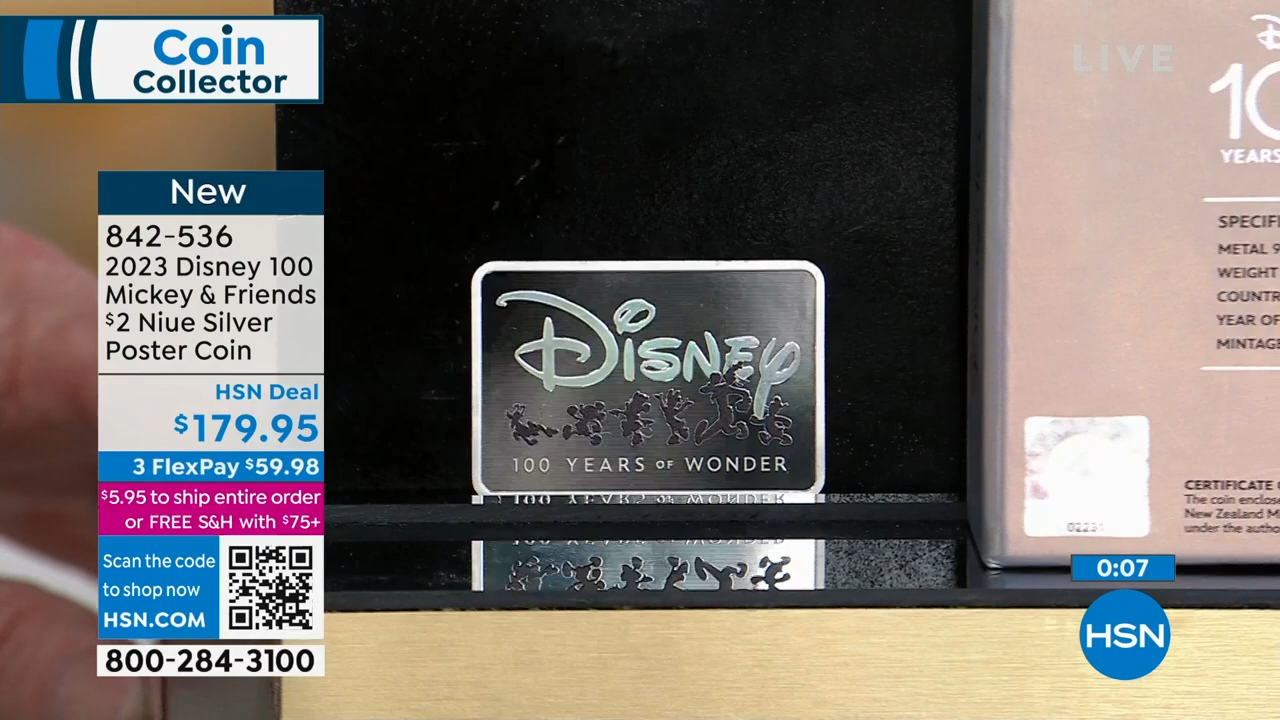 Coin
Collector
New
842-536
2023 Disney 100
Mickey & Friends
$2 Niue Silver
Poster Coin
HSN Deal
$179.95
3 FlexPay $59.98
$5.95 to ship entire order
or FREE S&H with $75+
Scan the code
to shop now
HSN.COM
800-284-3100
Disney
100 YEARS OF WONDER
LIVE
10
YEARS
SPECIFI
METAL 9
WEIGHT
COUNTR
YEAR OF
MINTAGE
CERTIFICATE
The coin enclose
New Zealand M
under the autho
0:07
HSN